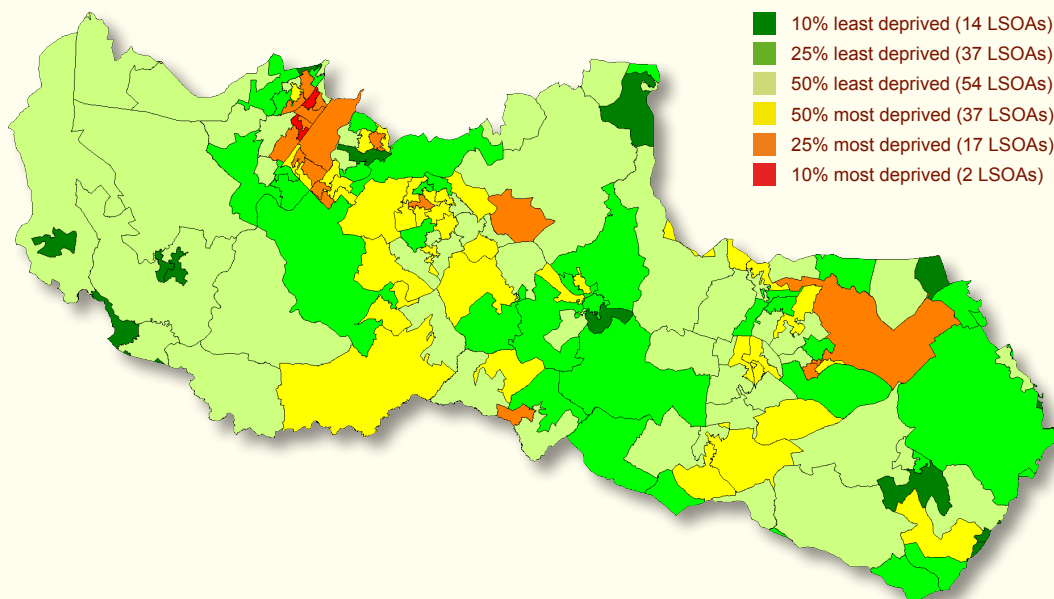 10% least deprived (14 LSOAs)
25% least deprived (37 LSOAs)
50% least deprived (54 LSOAs)
50% most deprived (37 LSOAs)
25% most deprived (17 LSOAs)
10% most deprived (2 LSOAs)